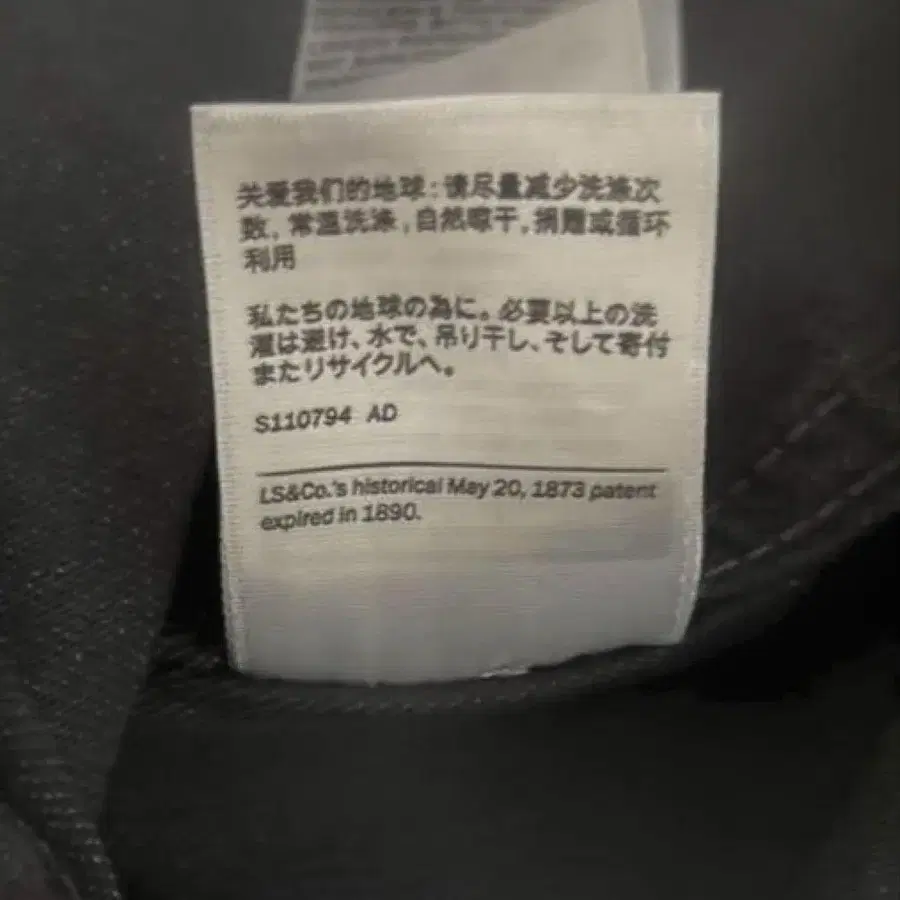 关爱我们的地球：请尽量减少洗涤次
数, 常温洗涤, 自然晾干, 捐赠或循环
利用
私たちの地球の為に。必要以上の洗
濯は避け、水で、吊り干し、そして寄付
またリサイクルへ。
S110794 AD
LS&Co.'s historical May 20, 1873 patent
expired in 1890.